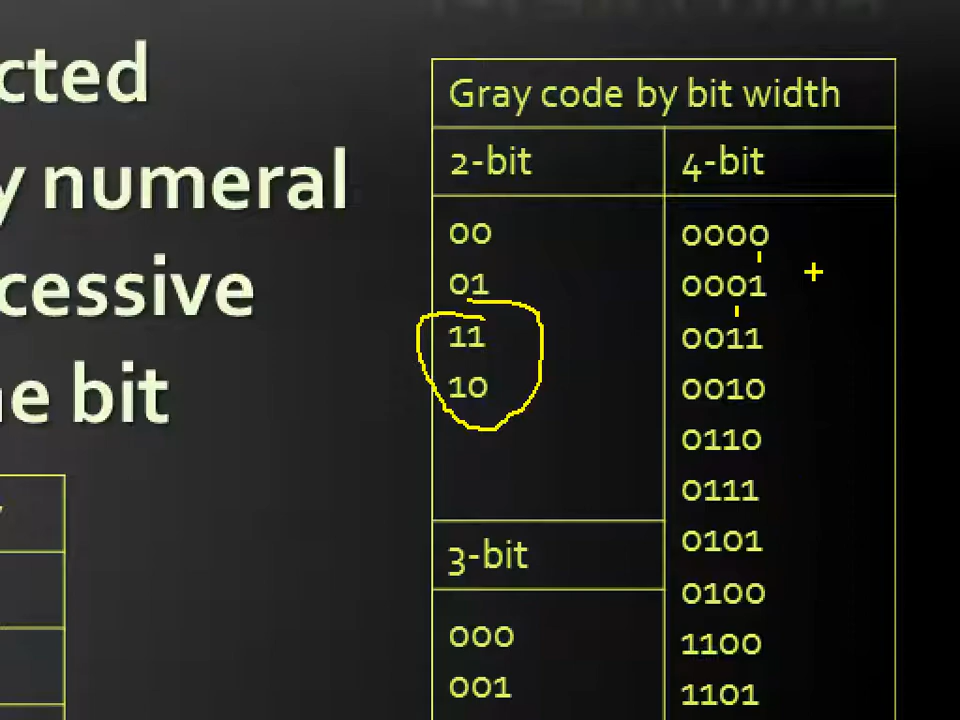 cted
y numeral
cessive
e bit
Gray code by bit width
2-bit
4-bit
00
01
11
10
3-bit
000
001
0000
0001
0011
0010
0110
0111
0101
0100
1100
1101